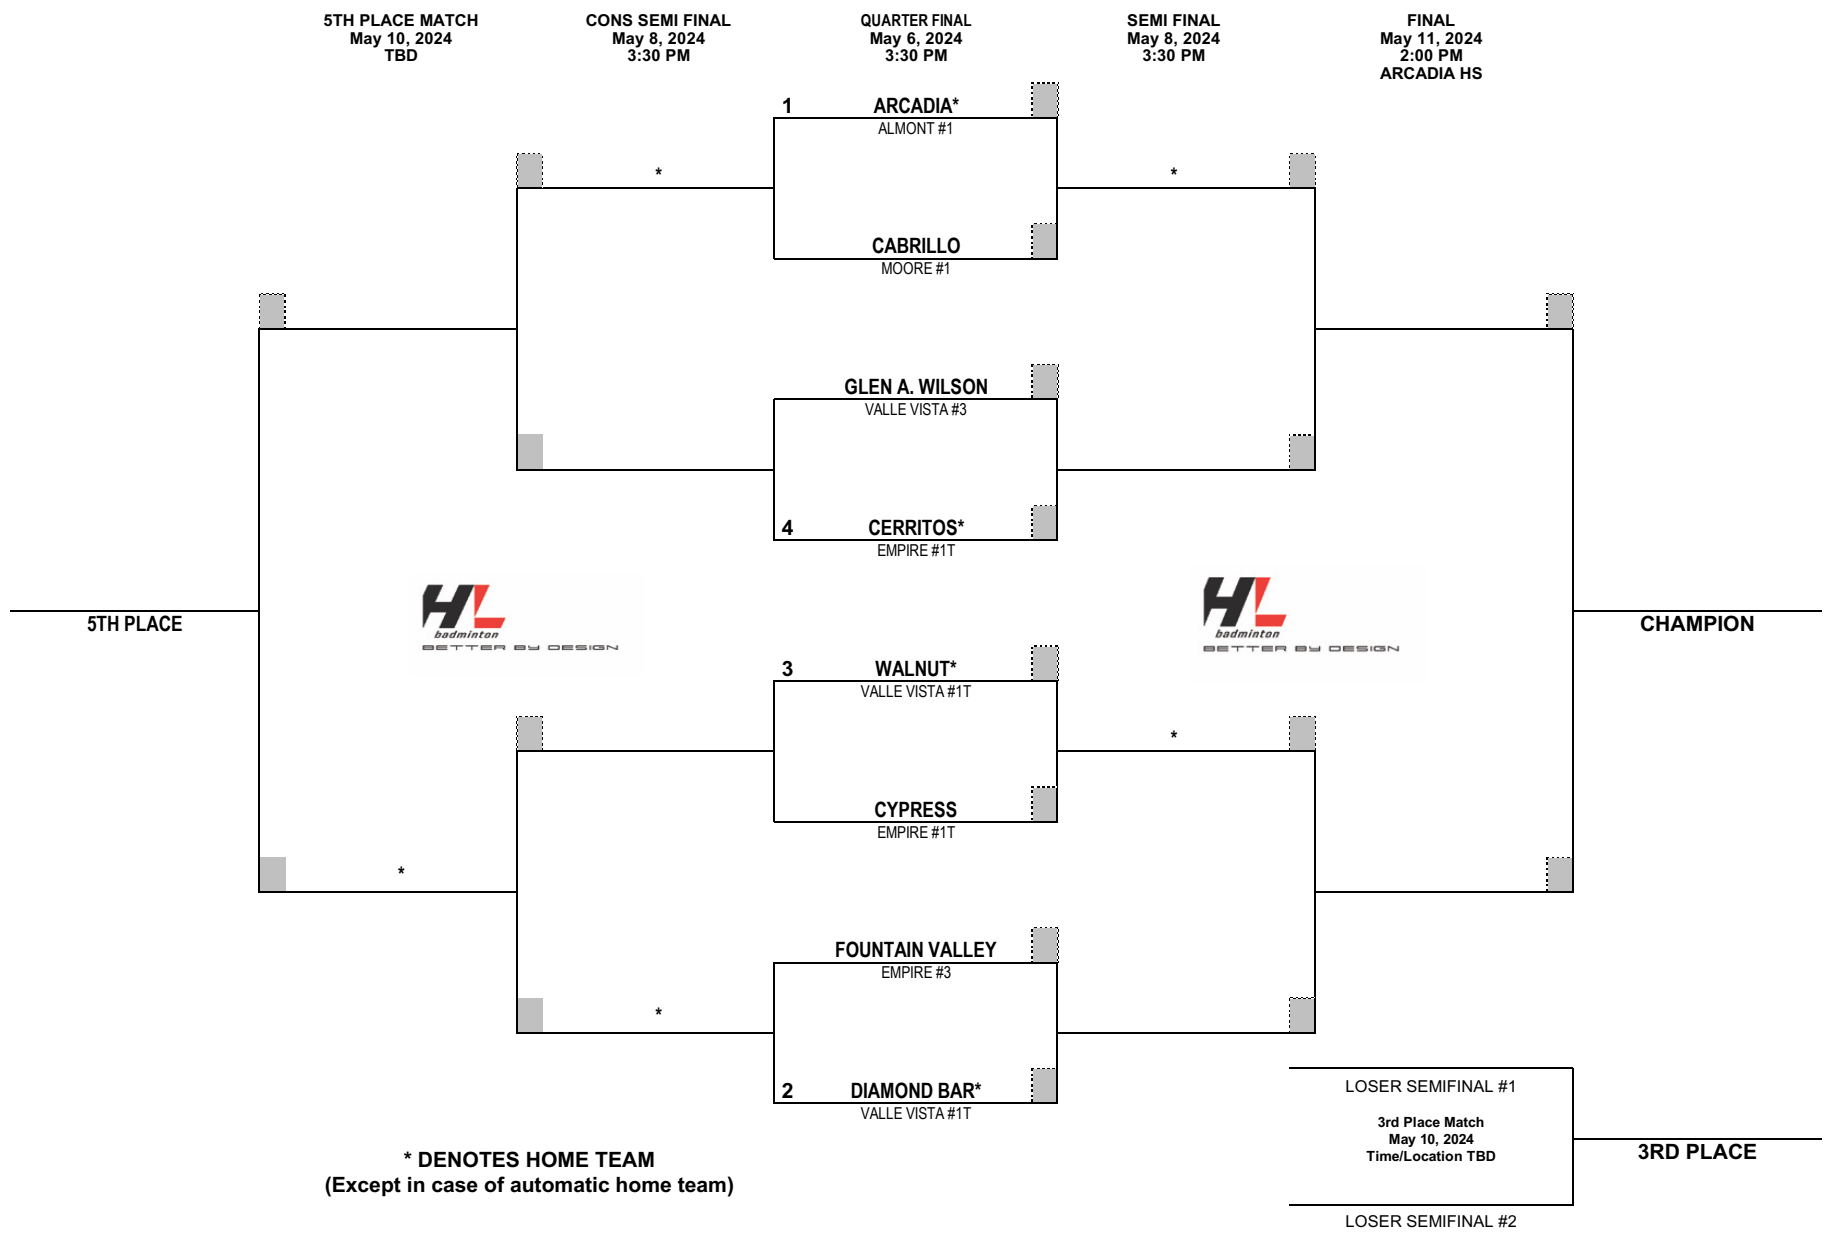 5TH PLACE MATCH
May 10, 2024
TBD
CONS SEMI FINAL
May 8, 2024
3:30 PM
QUARTER FINAL
May 6, 2024
3:30 PM
SEMI FINAL
May 8, 2024
3:30 PM
FINAL
May 11, 2024
2:00 PM
ARCADIA HS
1 ARCADIA*
ALMONT #1
*
*
CABRILLO
MOORE #1
GLEN A. WILSON
VALLE VISTA #3
4 CERRITOS*
EMPIRE #1T
5TH PLACE
HL
badminton
BETTER BY DESIGN
HL
badminton
BETTER BY DESIGN
CHAMPION
3 WALNUT*
VALLE VISTA #1T
*
CYPRESS
EMPIRE #1T
*
FOUNTAIN VALLEY
EMPIRE #3
*
2 DIAMOND BAR*
VALLE VISTA #1T
LOSER SEMIFINAL #1
3rd Place Match
May 10, 2024
Time/Location TBD
3RD PLACE
LOSER SEMIFINAL #2
* DENOTES HOME TEAM
(Except in case of automatic home team)